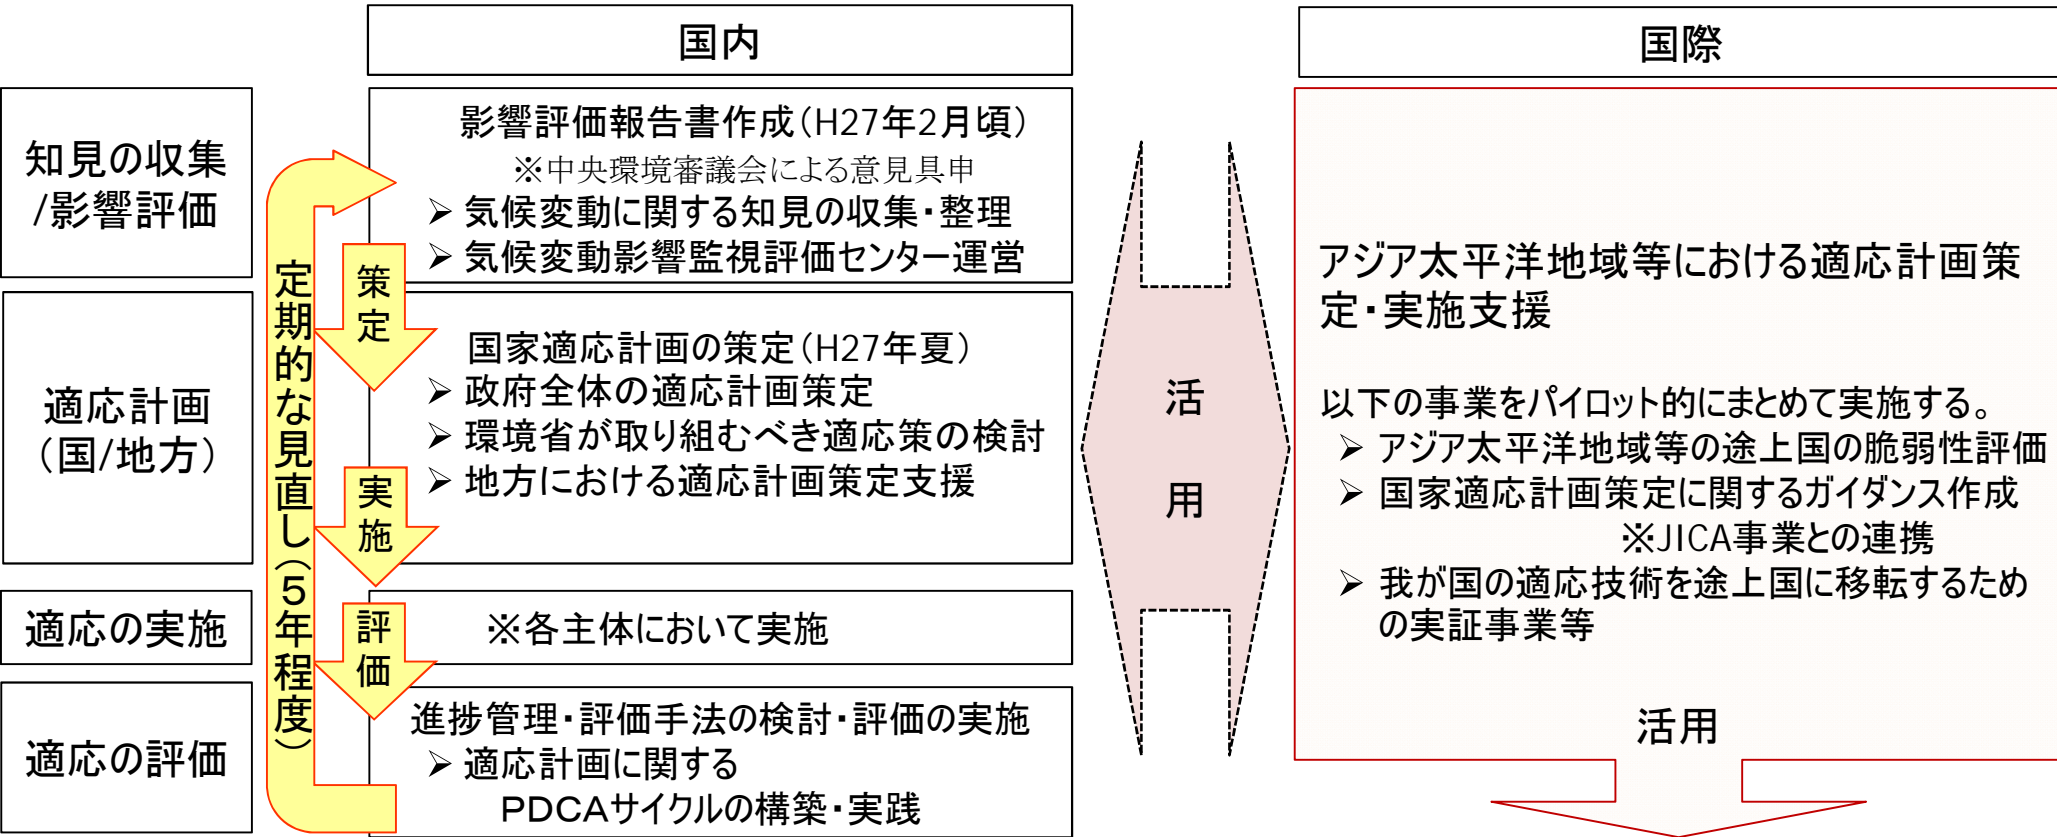 国内
国際
知見の収集
/影響評価
影響評価報告書作成(H27年2月頃)
※中央環境審議会による意見具申
➢ 気候変動に関する知見の収集・整理
➢ 気候変動影響監視評価センター運営
定期的な見直し(5年程度)
策定
適応計画
(国/地方)
国家適応計画の策定(H27年夏)
➢ 政府全体の適応計画策定
➢ 環境省が取り組むべき適応策の検討
➢ 地方における適応計画策定支援
実施
適応の実施
※各主体において実施
評価
適応の評価
進捗管理・評価手法の検討・評価の実施
➢ 適応計画に関する
PDCAサイクルの構築・実践
活用
アジア太平洋地域等における適応計画策
定・実施支援
以下の事業をパイロット的にまとめて実施する。
➢ アジア太平洋地域等の途上国の脆弱性評価
➢ 国家適応計画策定に関するガイダンス作成
※JICA事業との連携
➢ 我が国の適応技術を途上国に移転するため
の実証事業等
活用